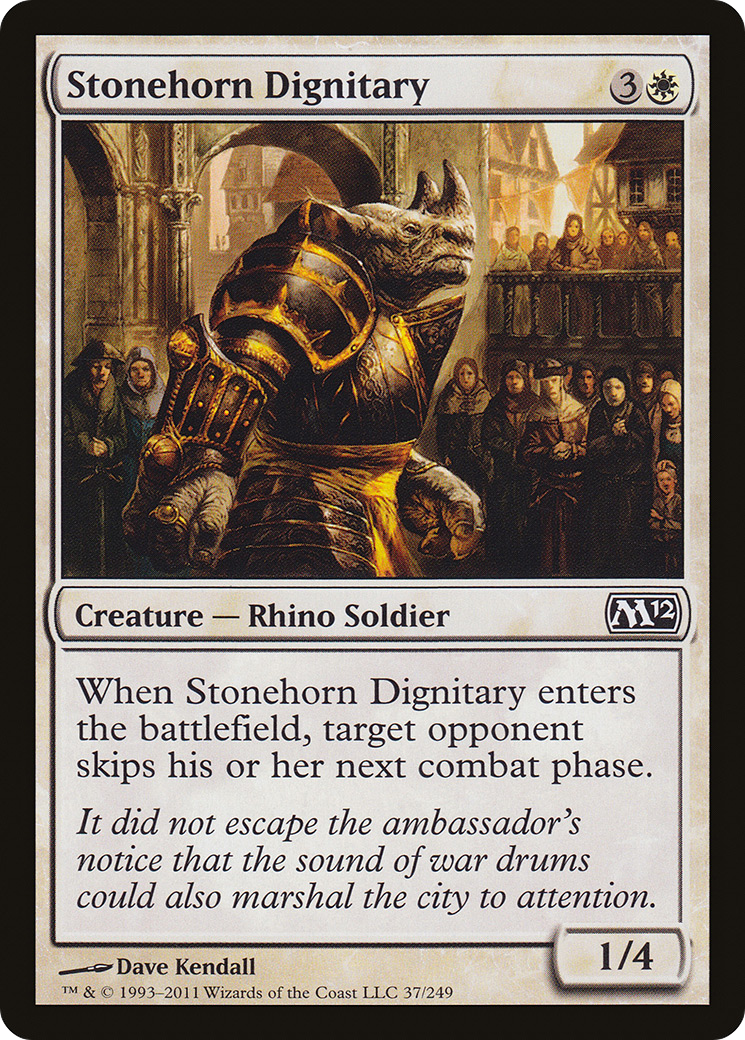 Stonehorn Dignitary 3
Creature — Rhino Soldier M12
When Stonehorn Dignitary enters
the battlefield, target opponent
skips his or her next combat phase.
It did not escape the ambassador's
notice that the sound of war drums
could also marshal the city to attention.
1/4
Dave Kendall
™ & © 1993–2011 Wizards of the Coast LLC 37/249